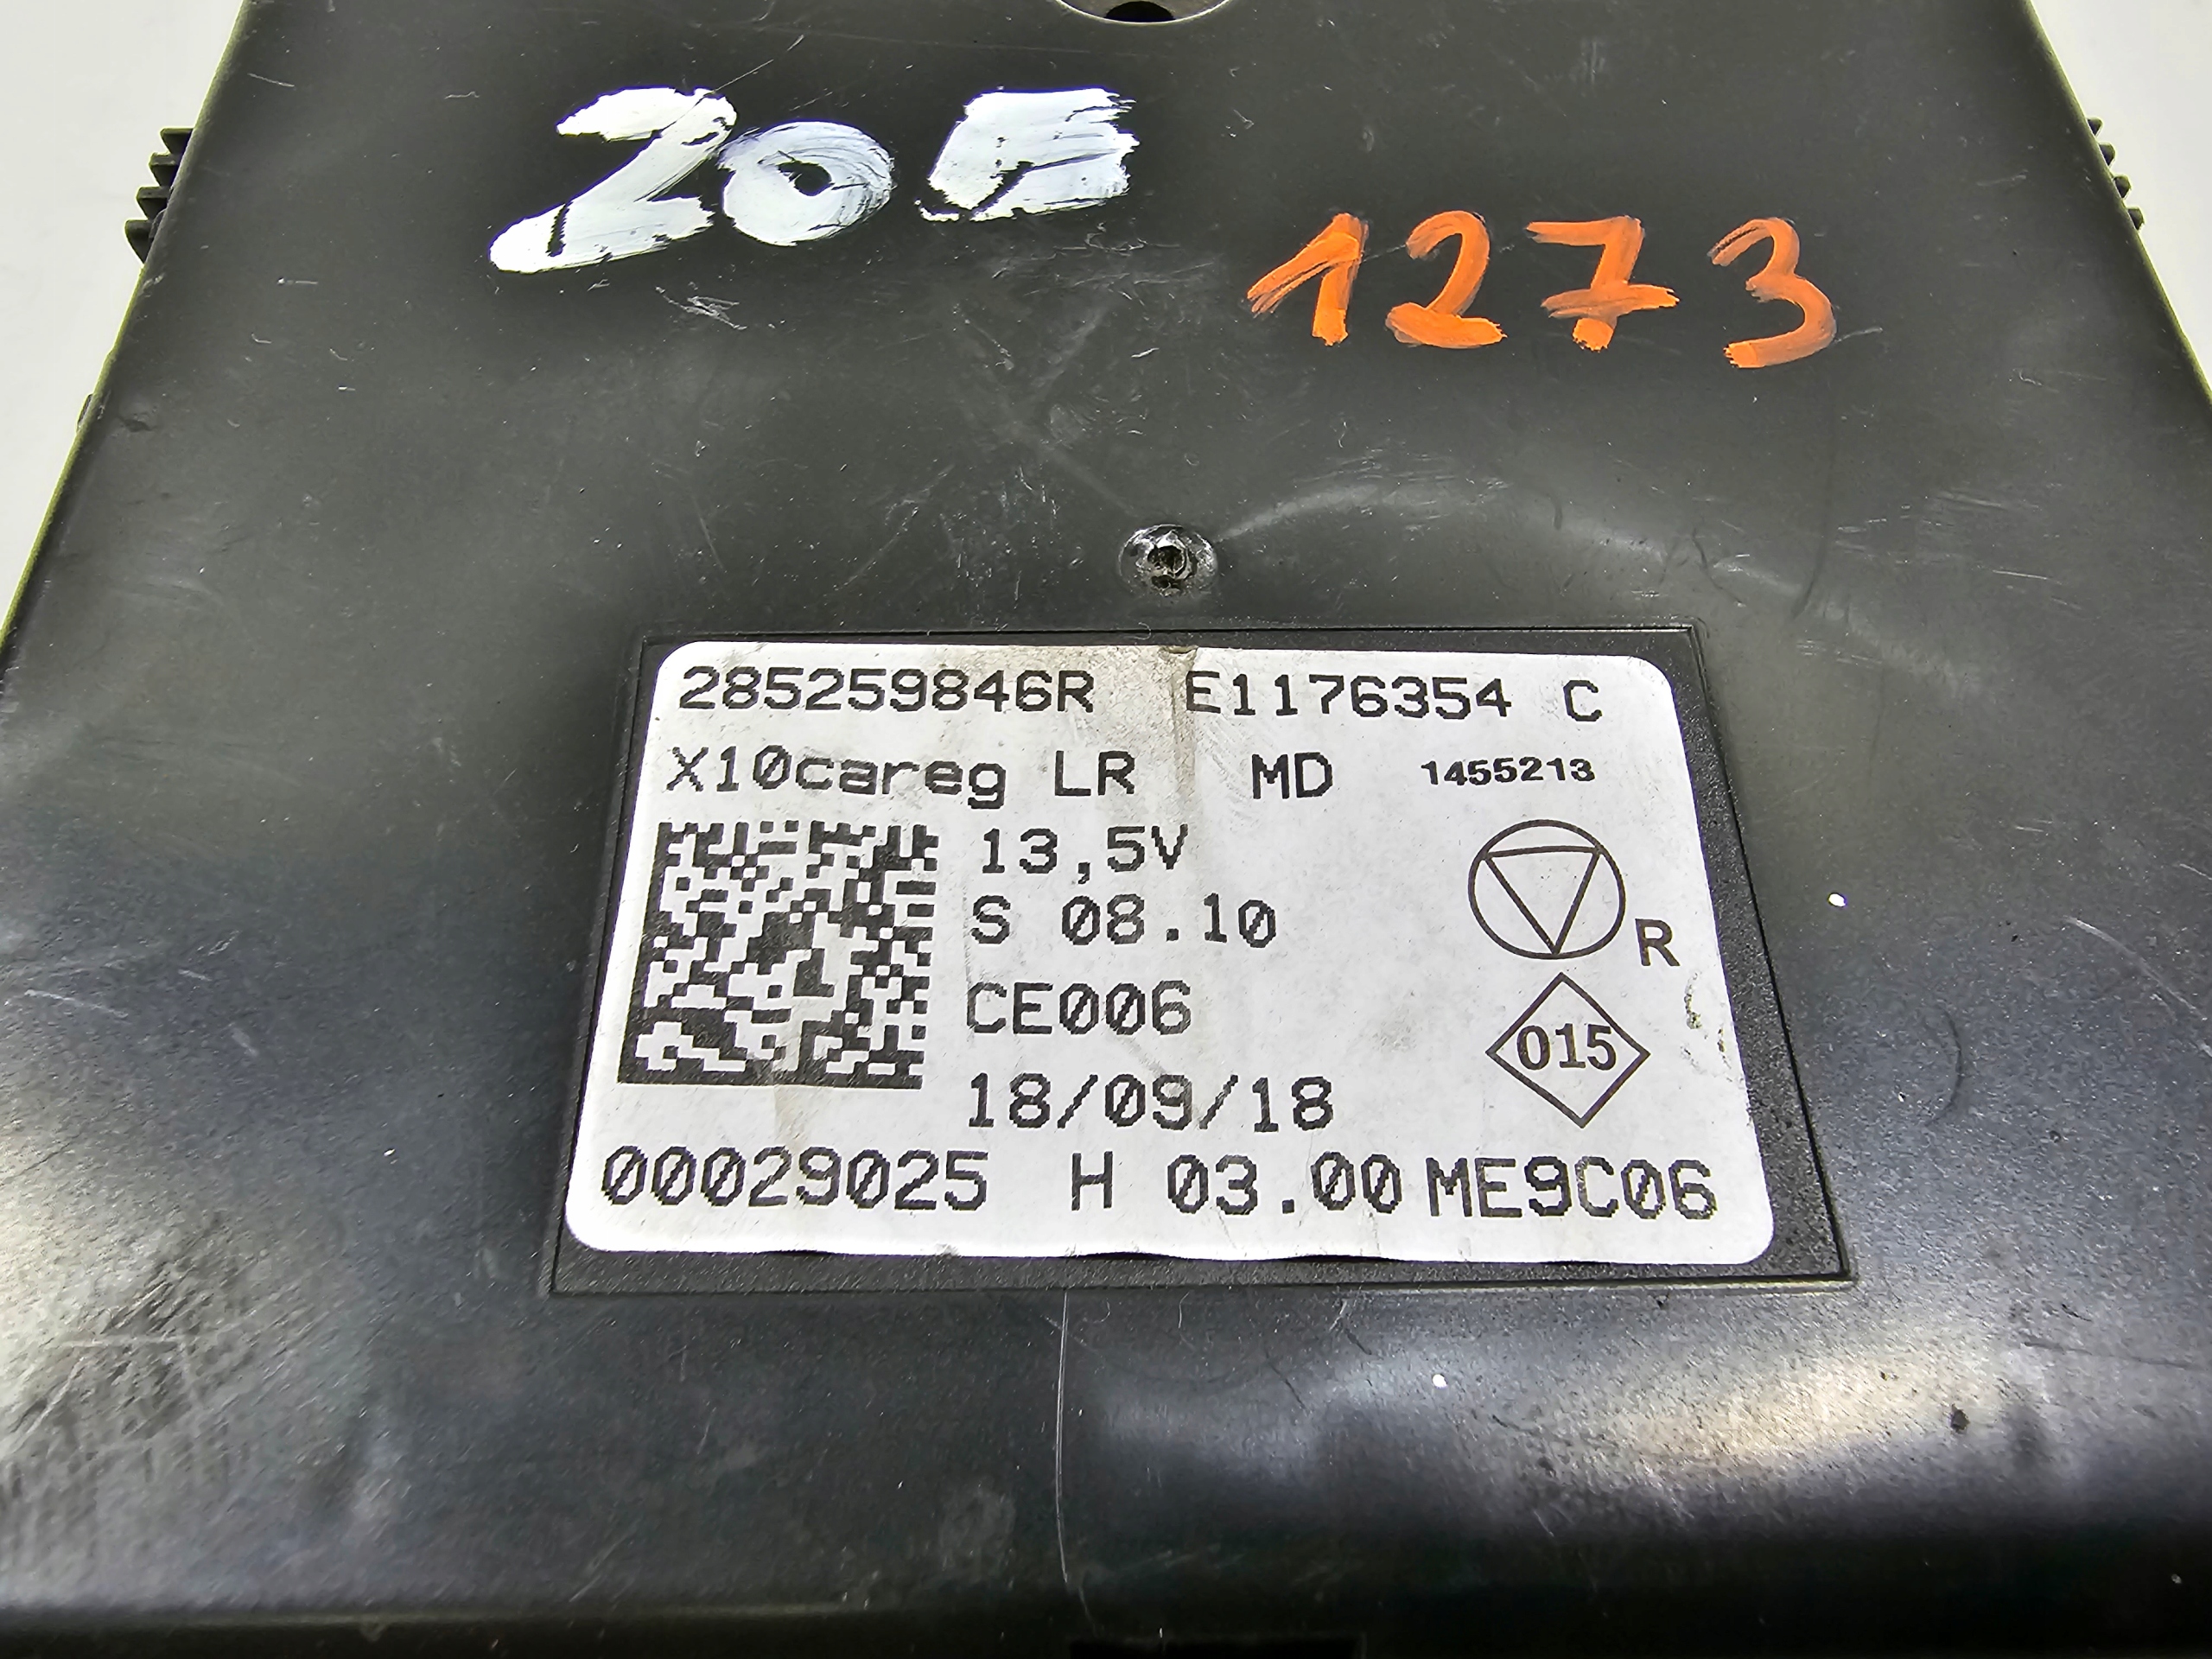 20E
1273
285259846R E1176354 C
X10careg LR MD 1455213
13,5V
S 08.10
R
CE006
015
18/09/18
00029025 H 03.00 ME9C06